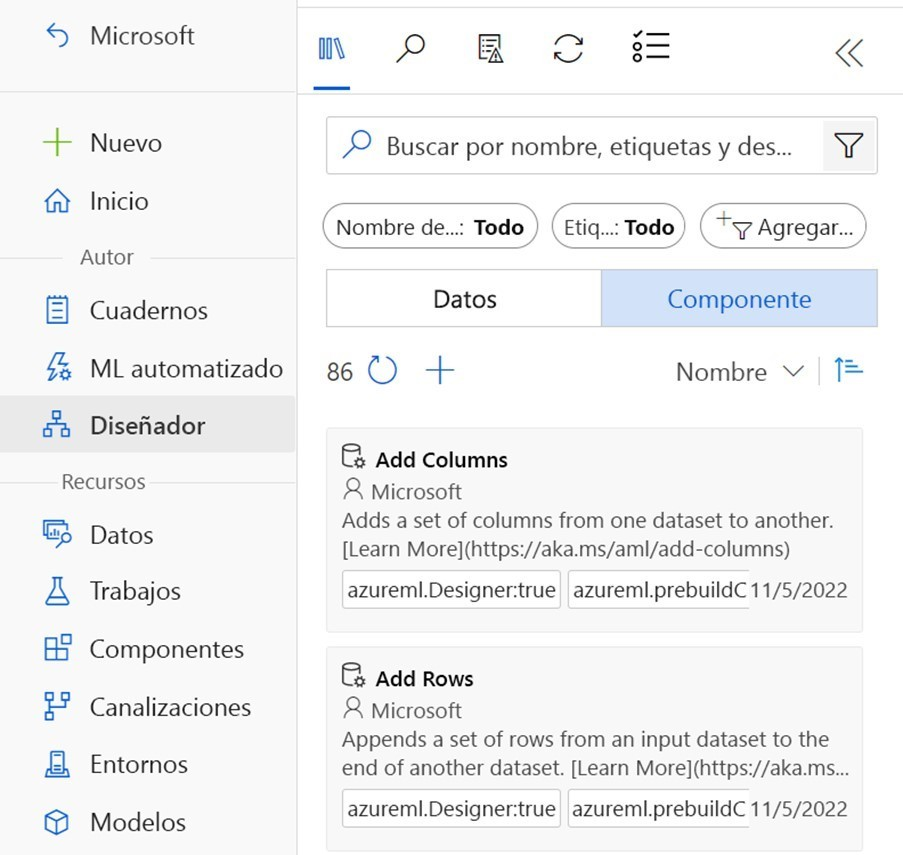 Microsoft
Nuevo
Inicio
Autor
Cuadernos
ML automatizado
Diseñador
Recursos
Datos
Trabajos
Componentes
Canalizaciones
Entornos
Modelos
Buscar por nombre, etiquetas y des...
Nombre de...: Todo
Etiq...: Todo
Agregar...
Datos
Componente
86
Nombre
Add Columns
Microsoft
Adds a set of columns from one dataset to another.
[Learn More](https://aka.ms/aml/add-columns)
azureml.Designer:true azureml.prebuildC 11/5/2022
Add Rows
Microsoft
Appends a set of rows from an input dataset to the
end of another dataset. [Learn More](https://aka.ms...
azureml.Designer:true azureml.prebuildC 11/5/2022